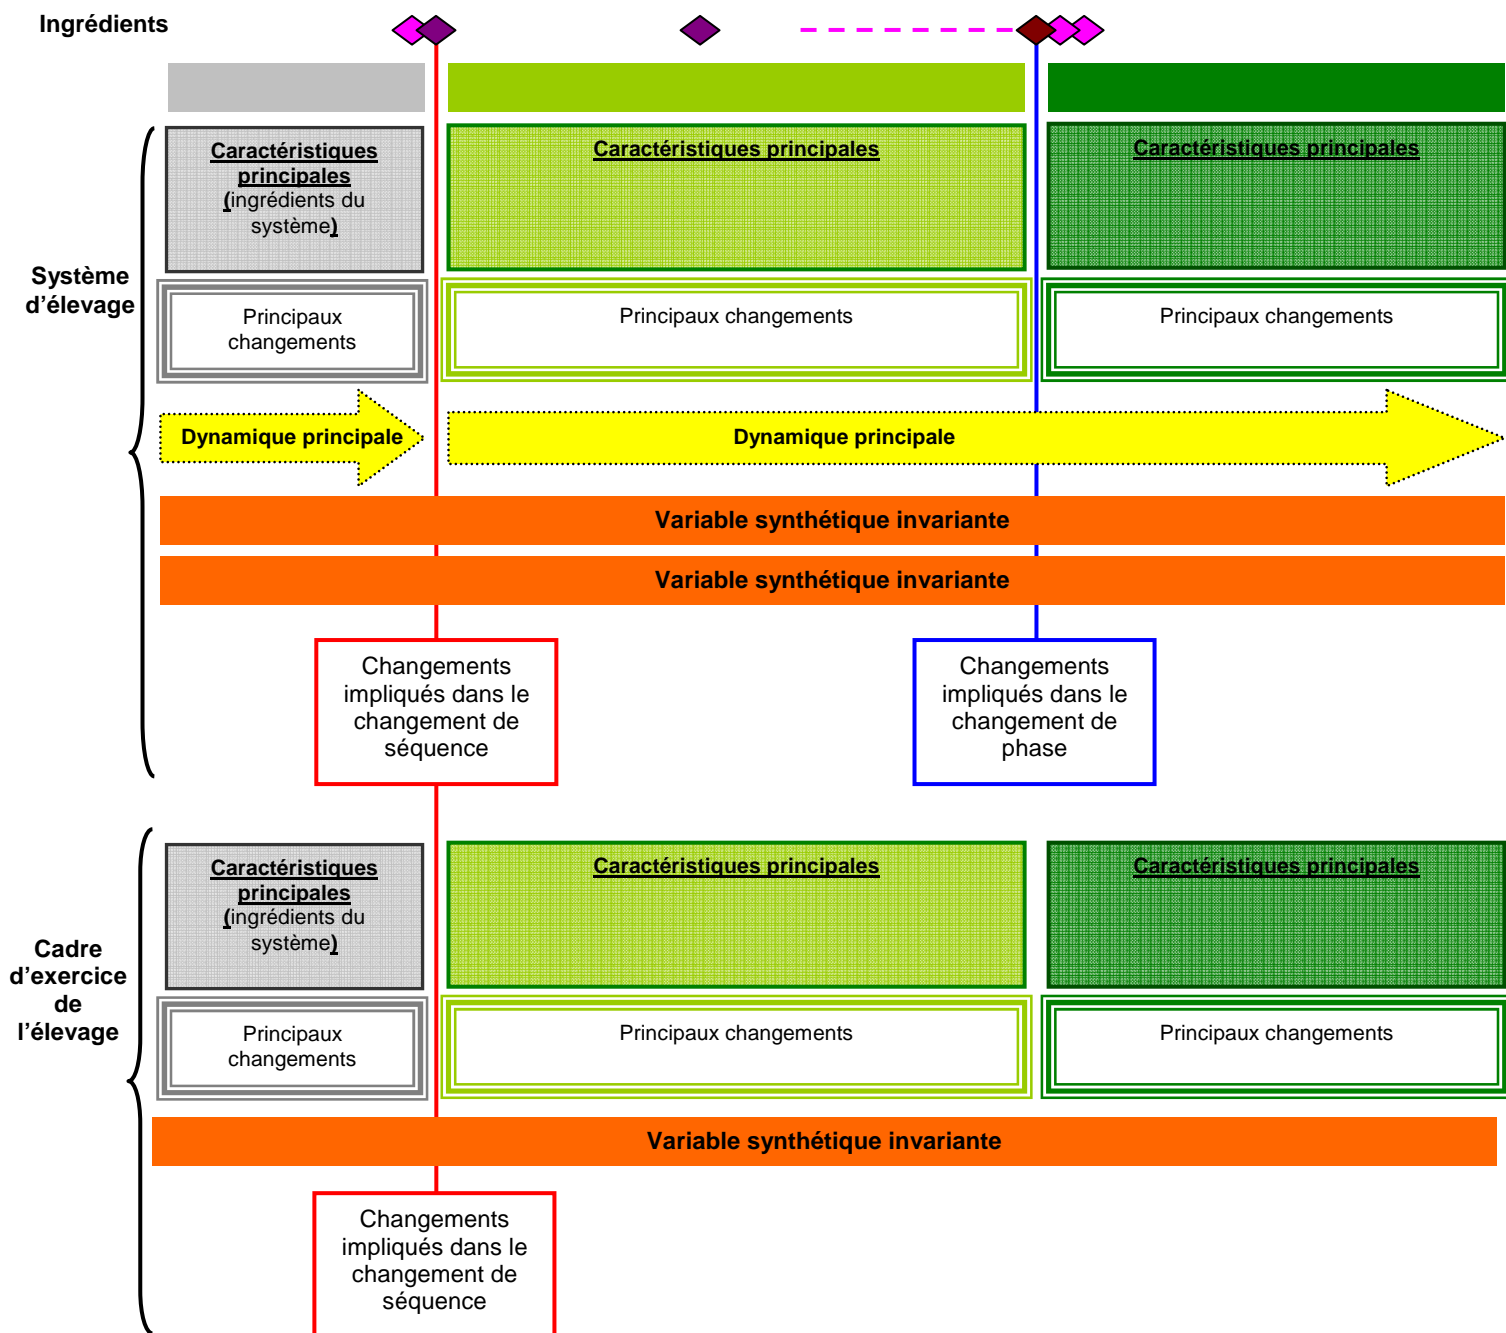 Ingrédients
Caractéristiques
principales
(ingrédients du
système)
Caractéristiques principales
Caractéristiques principales
Système
d’élevage
Principaux
changements
Principaux changements
Principaux changements
Dynamique principale
Dynamique principale
Variable synthétique invariante
Variable synthétique invariante
Changements
impliqués dans le
changement de
séquence
Changements
impliqués dans le
changement de
phase
Caractéristiques
principales
(ingrédients du
système)
Caractéristiques principales
Caractéristiques principales
Cadre
d’exercice
de
l’élevage
Principaux
changements
Principaux changements
Principaux changements
Variable synthétique invariante
Changements
impliqués dans le
changement de
séquence